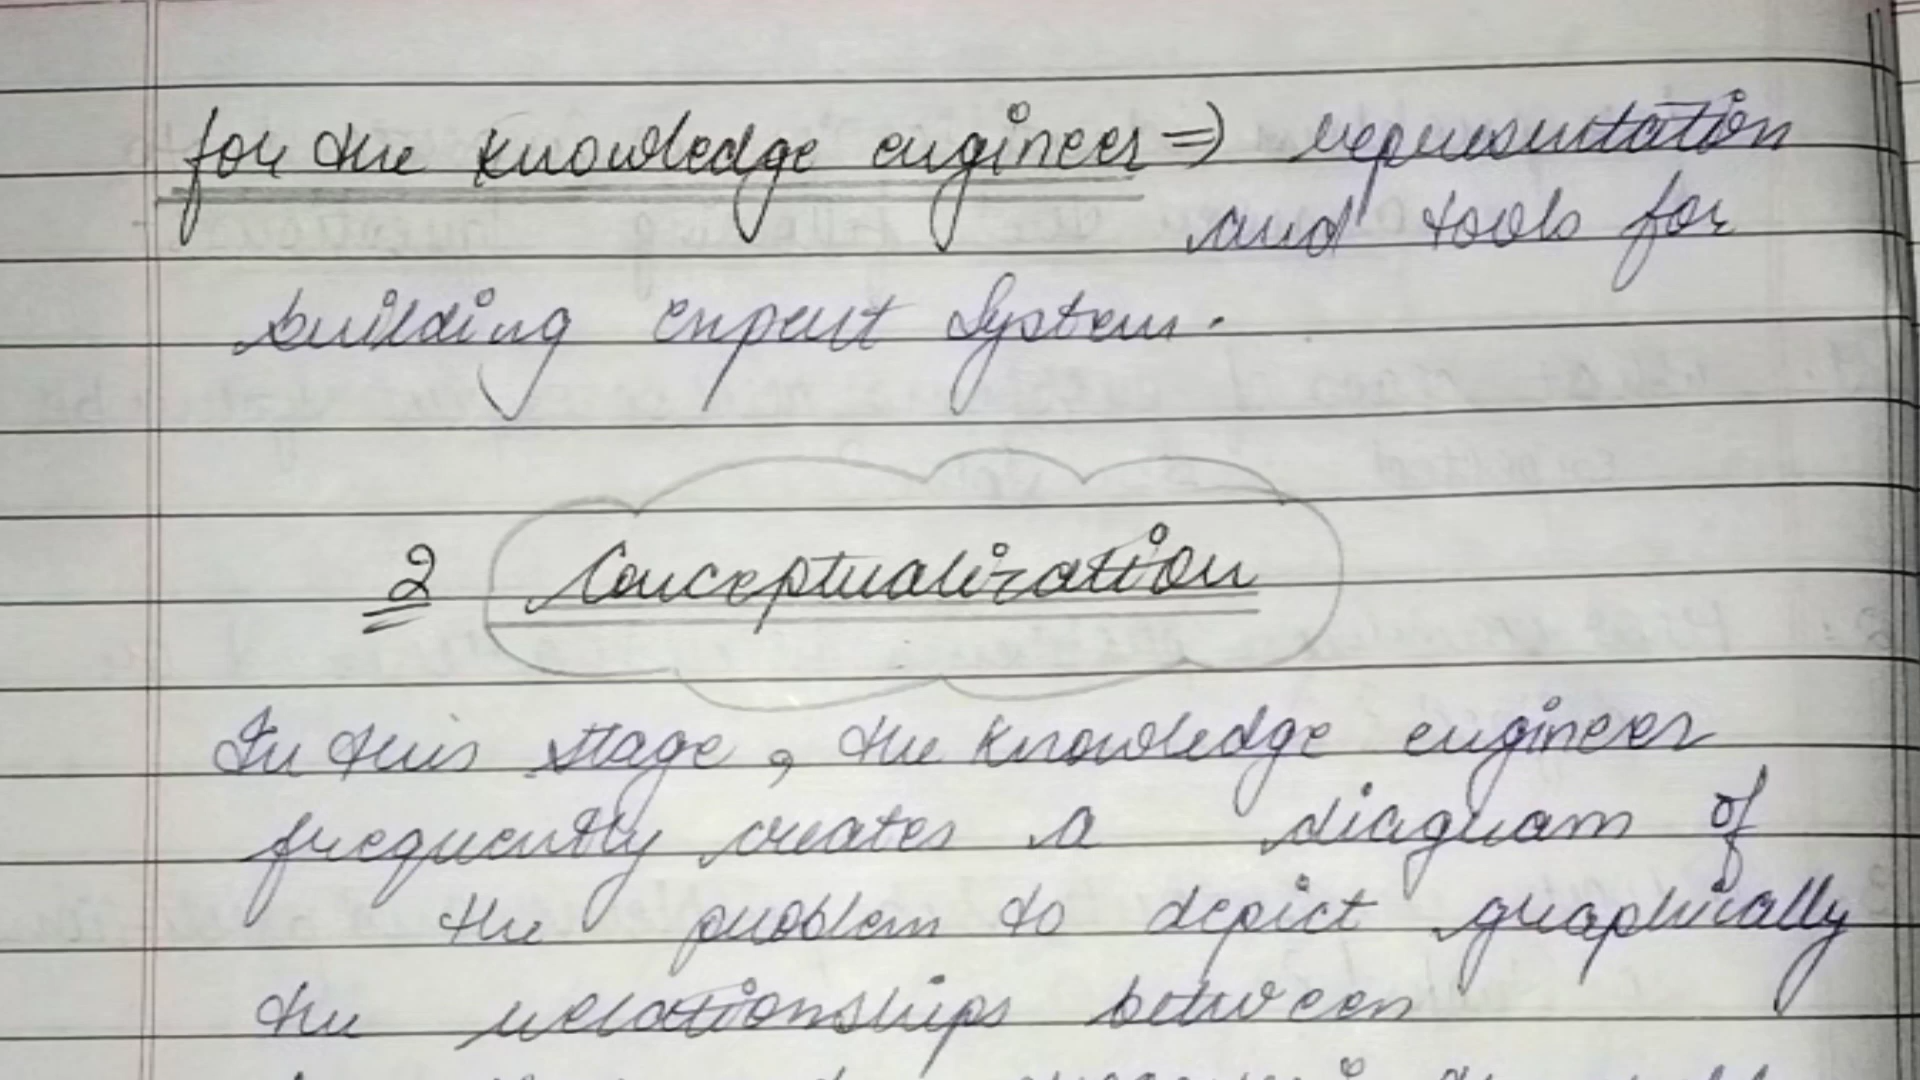 for the knowledge engineer ⇒ representation
and tools for
building expert system.
2 Conceptualization
In this stage, the knowledge engineer
frequently creates a diagram of
the problem to depict graphically
the relationships between